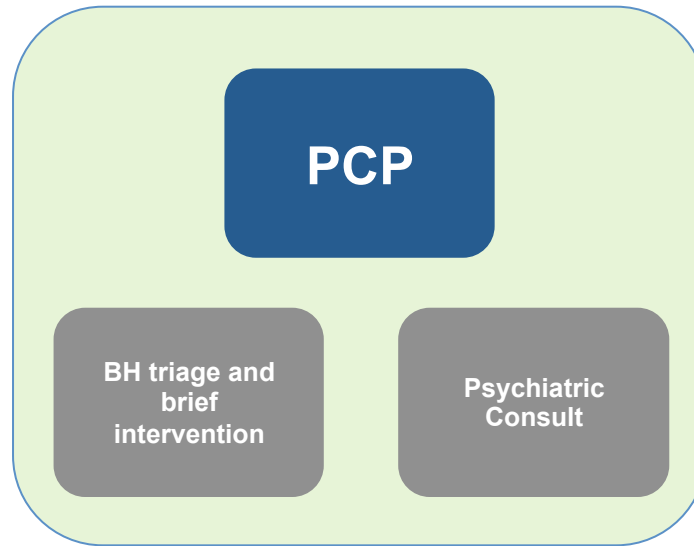 PCP
BH triage and
brief
intervention
Psychiatric
Consult